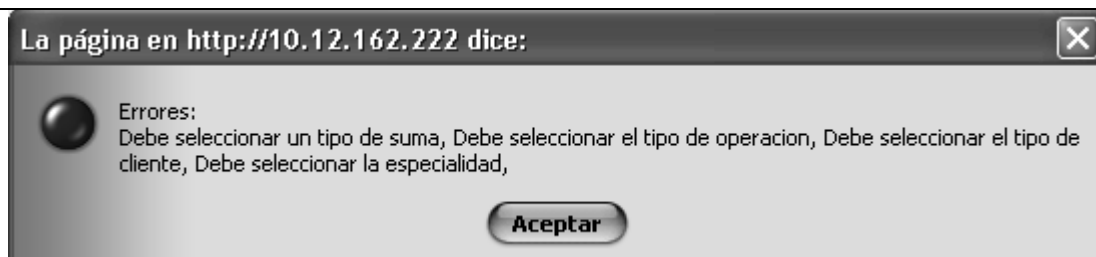 La página en http://10.12.162.222 dice:
Errores:
Debe seleccionar un tipo de suma, Debe seleccionar el tipo de operacion, Debe seleccionar el tipo de
cliente, Debe seleccionar la especialidad,
Aceptar